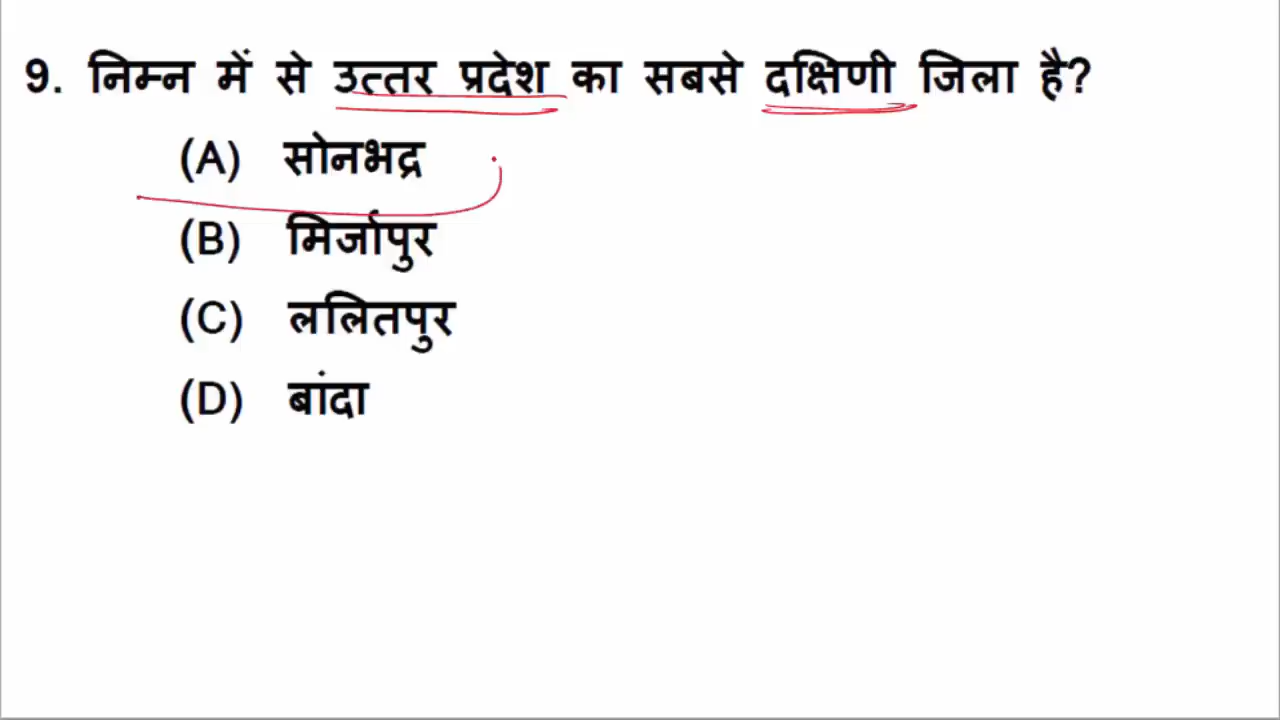 9. निम्न में से उत्तर प्रदेश का सबसे दक्षिणी जिला है?
(A) सोनभद्र
(B) मिर्जापुर
(C) ललितपुर
(D) बांदा